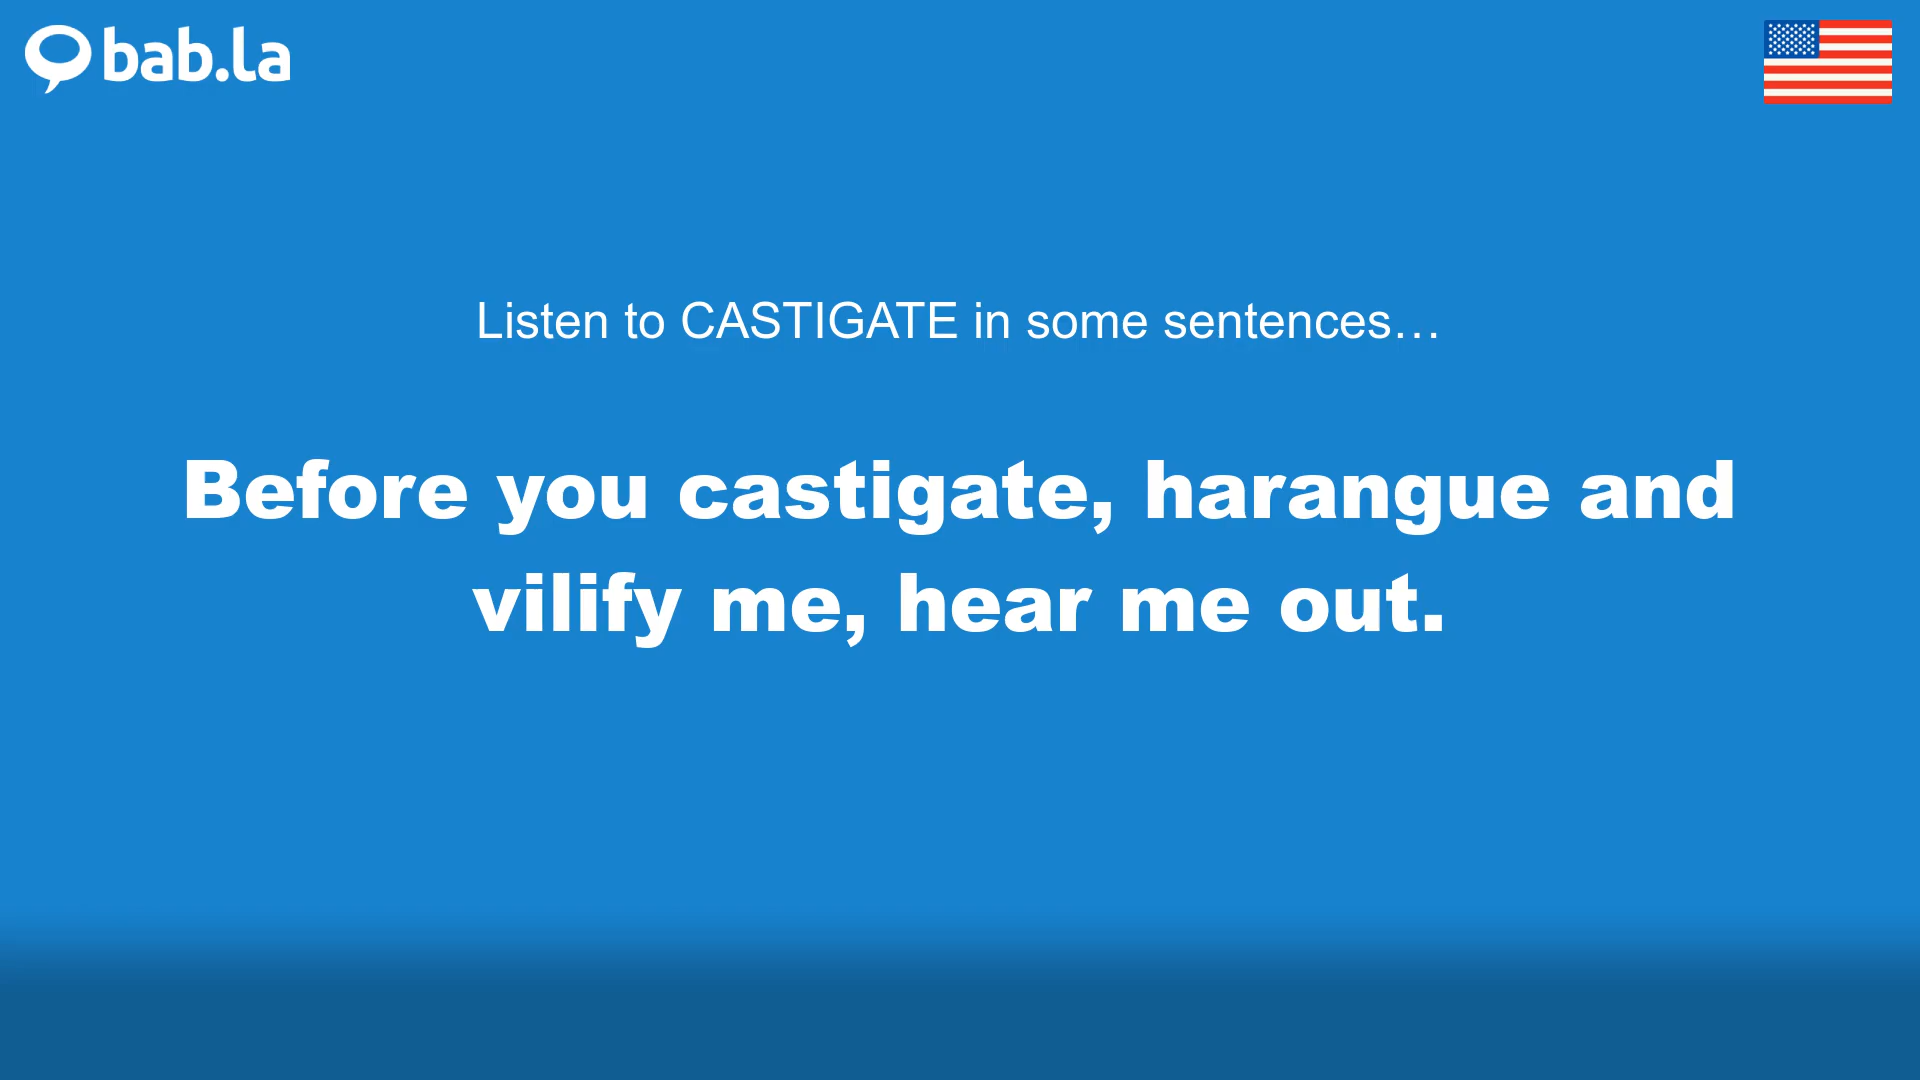 bab.la
Listen to CASTIGATE in some sentences…
Before you castigate, harangue and
vilify me, hear me out.